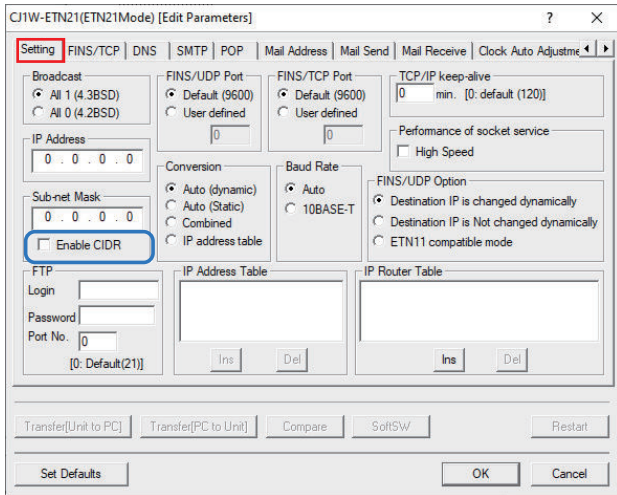 CJ1W-ETN21(ETN21Mode) [Edit Parameters]
? X
Setting FINS/TCP DNS SMTP POP Mail Address Mail Send Mail Receive Clock Auto Adjustme
Broadcast
All 1 (4.3BSD)
All 0 (4.2BSD)
FINS/UDP Port
Default (9600)
User defined
0
FINS/TCP Port
Default (9600)
User defined
0
TCP/IP keep-alive
0 min. [0: default (120)]
IP Address
0 . 0 . 0 . 0
Performance of socket service
High Speed
Sub-net Mask
0 . 0 . 0 . 0
Enable CIDR
Conversion
Auto (dynamic)
Auto (Static)
Combined
IP address table
Baud Rate
Auto
10BASE-T
FINS/UDP Option
Destination IP is changed dynamically
Destination IP is Not changed dynamically
ETN11 compatible mode
FTP
Login
Password
Port No. 0
[0: Default(21)]
IP Address Table
Ins Del
IP Router Table
Ins Del
Transfer[Unit to PC] Transfer[PC to Unit] Compare SoftSW Restart
Set Defaults OK Cancel